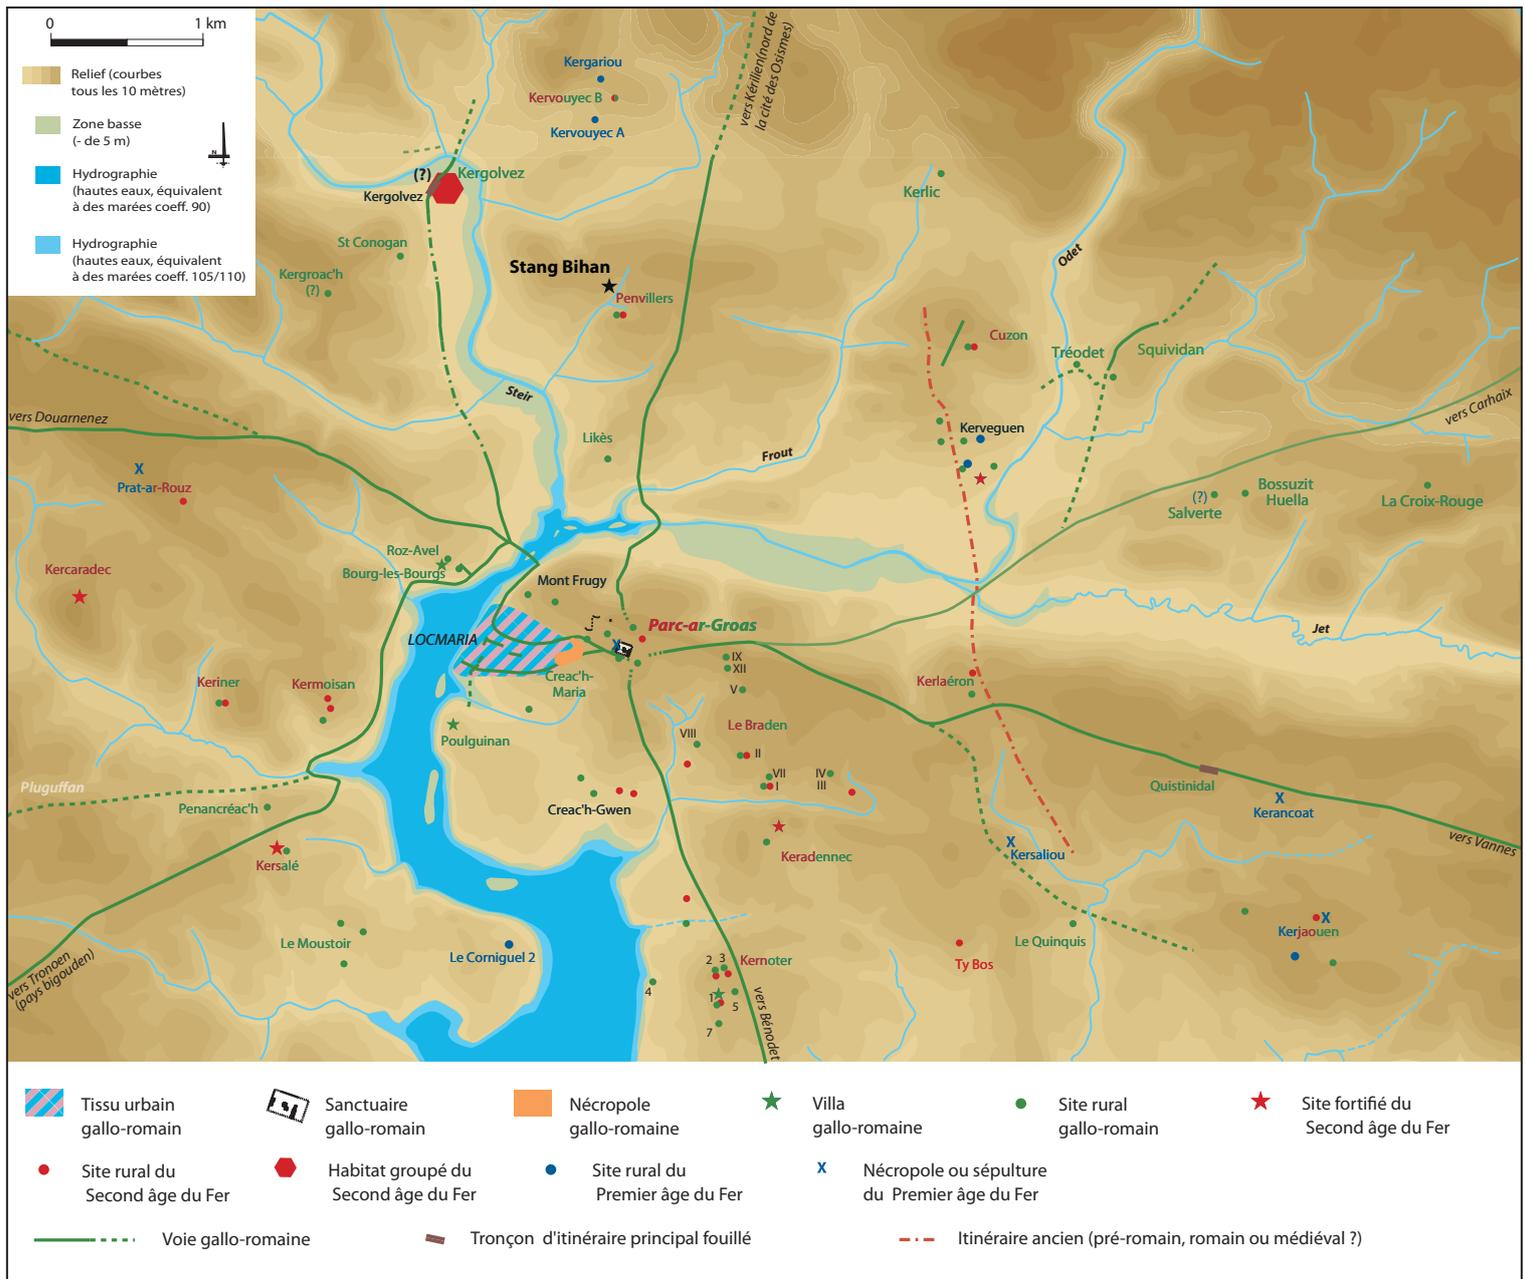 0
1 km
Relief (courbes
tous les 10 mètres)
Zone basse
(- de 5 m)
N
Hydrographie
(hautes eaux, équivalent
à des marées coeff. 90)
Hydrographie
(hautes eaux, équivalent
à des marées coeff. 105/110)
Kergariou
Kervouyec B
Kervouyec A
vers Kérilien(nord de
la cité des Osismes)
(?)
Kergolvez
Kergolvez
Kerlic
St Conogan
Kergroac'h
(?)
Stang Bihan
Penvillers
Odet
Cuzon
Tréodet
Squividan
Steir
vers Douarnenez
vers Carhaix
Likès
Frout
Kerveguen
Prat-ar-Rouz
(?)
Salverte
Bossuzit
Huella
La Croix-Rouge
Roz-Avel
Bourg-les-Bourgs
Kercaradec
Mont Frugy
LOCMARIA
Parc-ar-Groas
Jet
IX
XII
V
Creac'h-
Maria
Keriner
Kermoisan
Kerlaéron
Le Braden
Poulguinan
VIII
II
VII
I
IV
III
Pluguffan
Penancréac'h
Creac'h-Gwen
Quistinidal
Kerancoat
vers Vannes
Kersalé
Keradennec
Kersaliou
Le Moustoir
Le Corniguel 2
Le Quinquis
Kerjaouen
Ty Bos
vers Tronoen
(pays bigouden)
Kernoter
2
3
4
1
5
7
vers Bénodet
Tissu urbain
gallo-romain
Sanctuaire
gallo-romain
Nécropole
gallo-romaine
Villa
gallo-romaine
Site rural
gallo-romain
Site fortifié du
Second âge du Fer
Site rural du
Second âge du Fer
Habitat groupé du
Second âge du Fer
Site rural du
Premier âge du Fer
X
Nécropole ou sépulture
du Premier âge du Fer
Voie gallo-romaine
Tronçon d'itinéraire principal fouillé
Itinéraire ancien (pré-romain, romain ou médiéval ?)